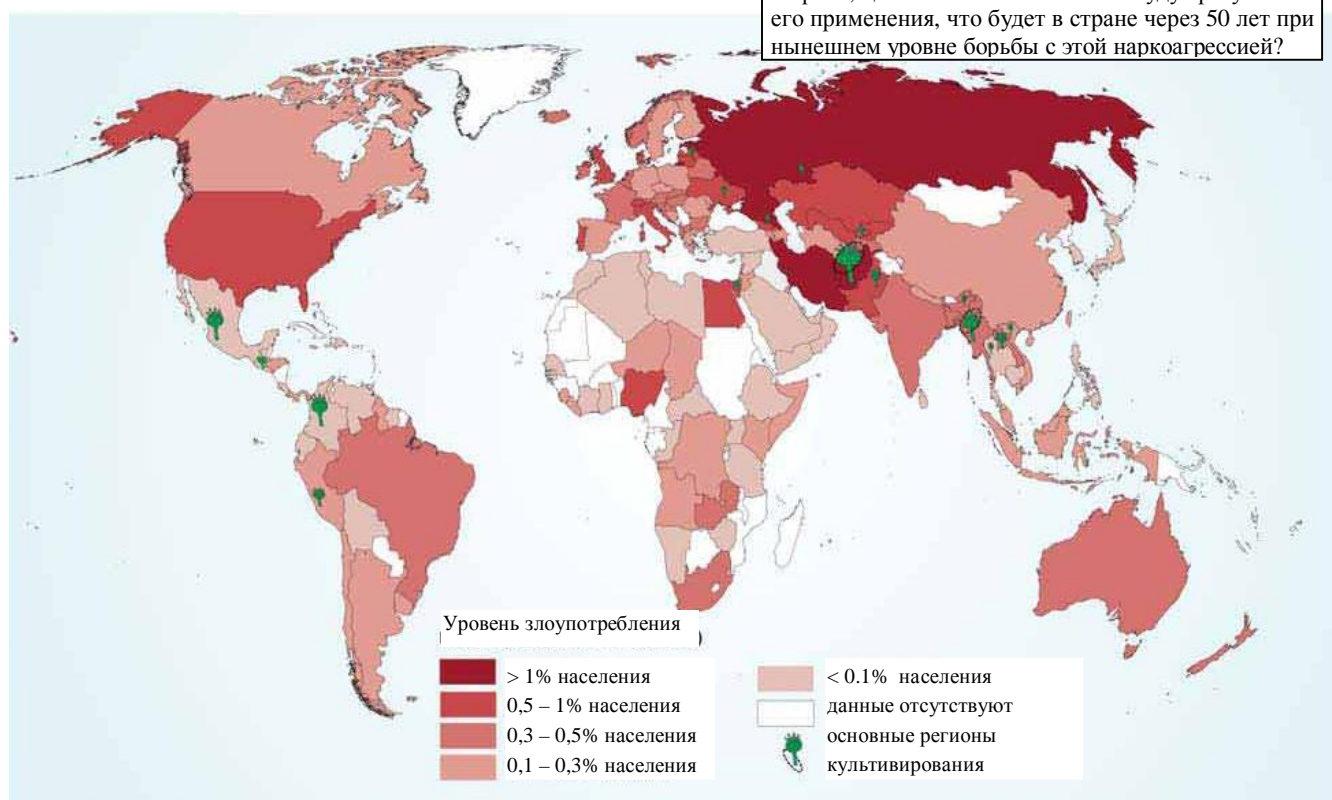 его применения, что будет в стране через 50 лет при
нынешнем уровне борьбы с этой наркоагрессией?
Уровень злоупотребления
)
> 1% населения
0,5 – 1% населения
0,3 – 0,5% населения
0,1 – 0,3% населения
< 0.1% населения
данные отсутствуют
основные регионы
культивирования